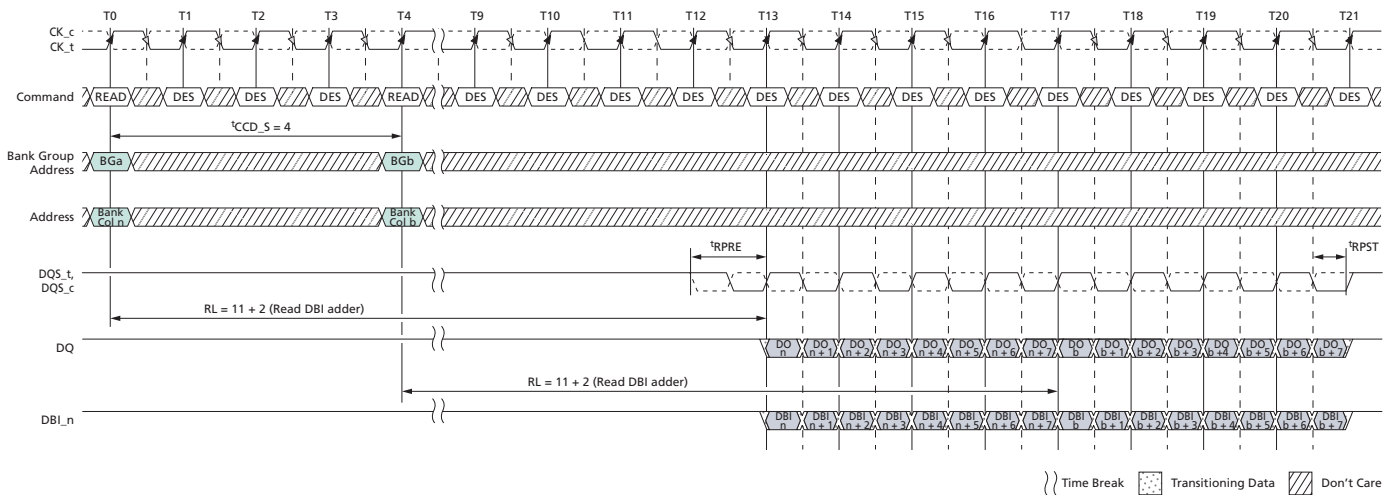 T0 T1 T2 T3 T4 T9 T10 T11 T12 T13 T14 T15 T16 T17 T18 T19 T20 T21
CK_c
CK_t
Command READ DES DES DES READ DES DES DES DES DES DES DES DES DES DES DES DES DES
tCCD_S = 4
Bank Group
Address
BGa BGb
Address
Bank
Col n
Bank
Col b
tRPRE tRPST
DQS_t,
DQS_c
RL = 11 + 2 (Read DBI adder)
DQ
DO DO DO DO DO DO DO DO DO DO DO DO DO DO DO DO
n n + 1 n + 2 n + 3 n + 4 n + 5 n + 6 n + 7 b b + 1 b + 2 b + 3 b + 4 b + 5 b + 6 b + 7
RL = 11 + 2 (Read DBI adder)
DBI_n
DBI DBI DBI DBI DBI DBI DBI DBI DBI DBI DBI DBI DBI DBI DBI DBI
n n + 1 n + 2 n + 3 n + 4 n + 5 n + 6 n + 7 b b + 1 b + 2 b + 3 b + 4 b + 5 b + 6 b + 7
Time Break Transitioning Data Don't Care